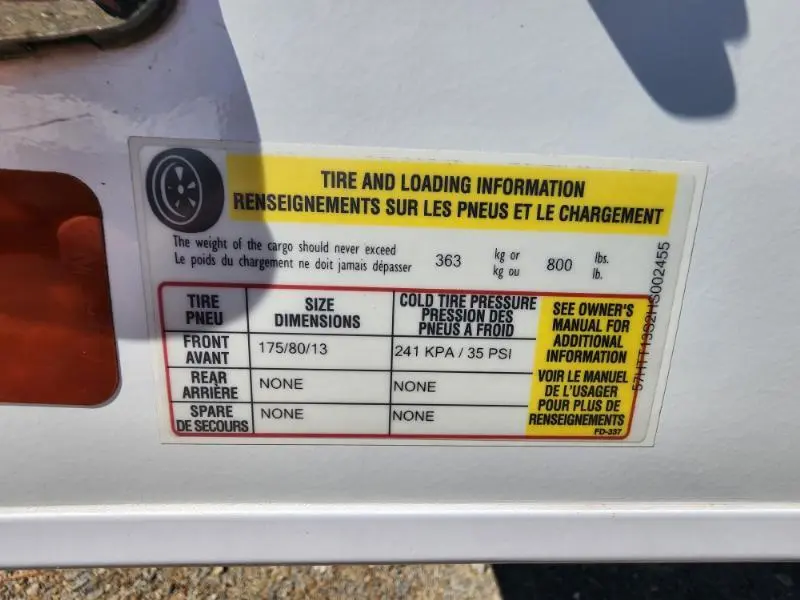 TIRE AND LOADING INFORMATION
RENSEIGNEMENTS SUR LES PNEUS ET LE CHARGEMENT
The weight of the cargo should never exceed
Le poids du chargement ne doit jamais dépasser
363
kg or
kg ou
800
lbs.
lb.
TIRE
PNEU
SIZE
DIMENSIONS
COLD TIRE PRESSURE
PRESSION DES
PNEUS A FROID
FRONT
AVANT
175/80/13
241 KPA / 35 PSI
REAR
ARRIÈRE
NONE
NONE
SPARE
DE SECOURS
NONE
NONE
SEE OWNER'S
MANUAL FOR
ADDITIONAL
INFORMATION
VOIR LE MANUEL
DE L'USAGER
POUR PLUS DE
RENSEIGNEMENTS
FD-337